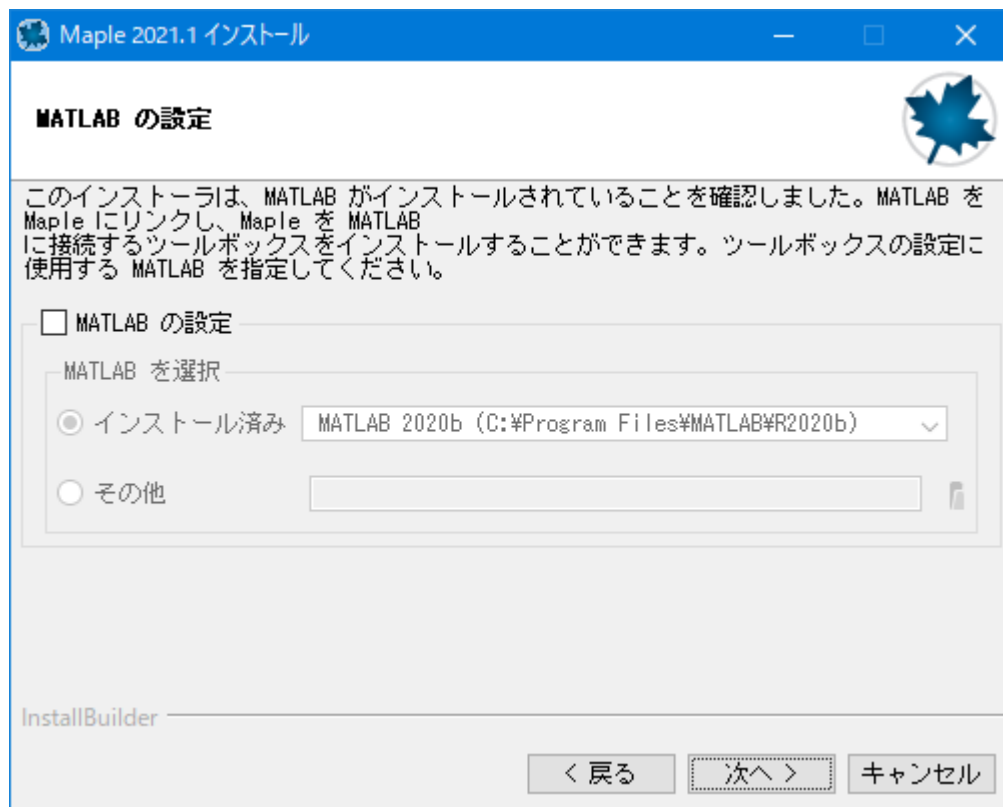 Maple 2021.1 インストール
MATLAB の設定
このインストーラは、MATLAB がインストールされていることを確認しました。MATLAB を
Maple にリンクし、Maple を MATLAB
に接続するツールボックスをインストールすることができます。ツールボックスの設定に
使用する MATLAB を指定してください。
MATLAB の設定
MATLAB を選択
インストール済み MATLAB 2020b (C:¥Program Files¥MATLAB¥R2020b)
その他
InstallBuilder
< 戻る 次へ > キャンセル